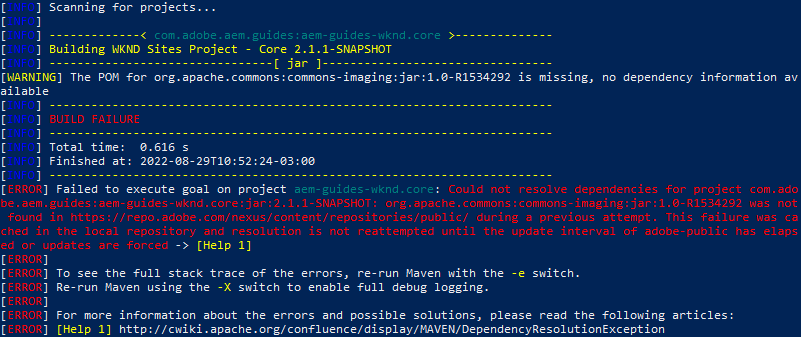 [INFO] Scanning for projects...
[INFO]
[INFO] -------------< com.adobe.aem.guides:aem-guides-wknd.core >--------------
[INFO] Building WKND Sites Project - Core 2.1.1-SNAPSHOT
[INFO] --------------------------------[ jar ]---------------------------------
[WARNING] The POM for org.apache.commons:commons-imaging:jar:1.0-R1534292 is missing, no dependency information av
ailable
[INFO] ------------------------------------------------------------------------
[INFO] BUILD FAILURE
[INFO] ------------------------------------------------------------------------
[INFO] Total time:  0.616 s
[INFO] Finished at: 2022-08-29T10:52:24-03:00
[INFO] ------------------------------------------------------------------------
[ERROR] Failed to execute goal on project aem-guides-wknd.core: Could not resolve dependencies for project com.ado
be.aem.guides:aem-guides-wknd.core:jar:2.1.1-SNAPSHOT: org.apache.commons:commons-imaging:jar:1.0-R1534292 was not
 found in https://repo.adobe.com/nexus/content/repositories/public/ during a previous attempt. This failure was ca
ched in the local repository and resolution is not reattempted until the update interval of adobe-public has elaps
ed or updates are forced -> [Help 1]
[ERROR]
[ERROR] To see the full stack trace of the errors, re-run Maven with the -e switch.
[ERROR] Re-run Maven using the -X switch to enable full debug logging.
[ERROR]
[ERROR] For more information about the errors and possible solutions, please read the following articles:
[ERROR] [Help 1] http://cwiki.apache.org/confluence/display/MAVEN/DependencyResolutionException